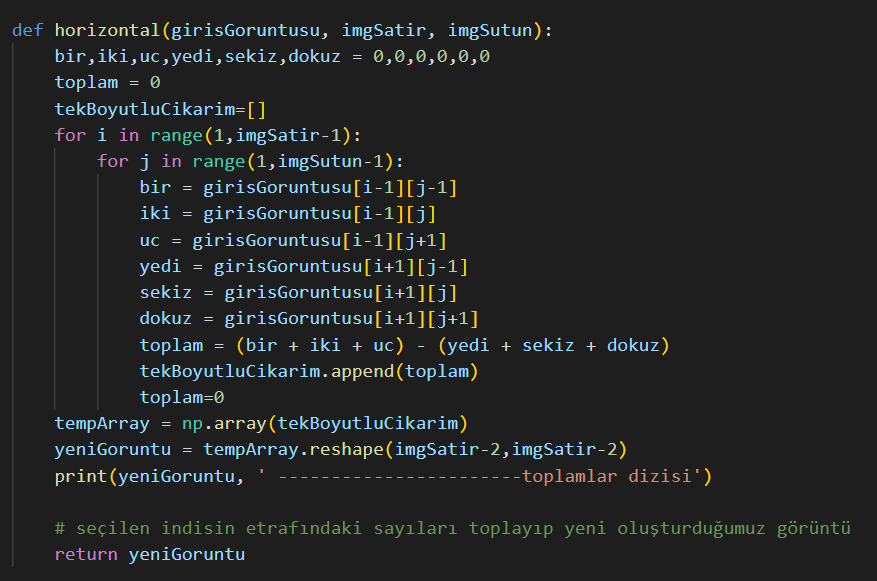 def horizontal(girisGoruntusu, imgSatir, imgSutun):
    bir,iki,uc,yedi,sekiz,dokuz = 0,0,0,0,0,0
    toplam = 0
    tekBoyutluCikarim=[]
    for i in range(1,imgSatir-1):
        for j in range(1,imgSutun-1):
            bir = girisGoruntusu[i-1][j-1]
            iki = girisGoruntusu[i-1][j]
            uc = girisGoruntusu[i-1][j+1]
            yedi = girisGoruntusu[i+1][j-1]
            sekiz = girisGoruntusu[i+1][j]
            dokuz = girisGoruntusu[i+1][j+1]
            toplam = (bir + iki + uc) - (yedi + sekiz + dokuz)
            tekBoyutluCikarim.append(toplam)
            toplam=0
    tempArray = np.array(tekBoyutluCikarim)
    yeniGoruntu = tempArray.reshape(imgSatir-2,imgSatir-2)
    print(yeniGoruntu, ' -----------------------toplamlar dizisi')
    # seçilen indisin etrafındaki sayıları toplayıp yeni oluşturduğumuz görüntü
    return yeniGoruntu